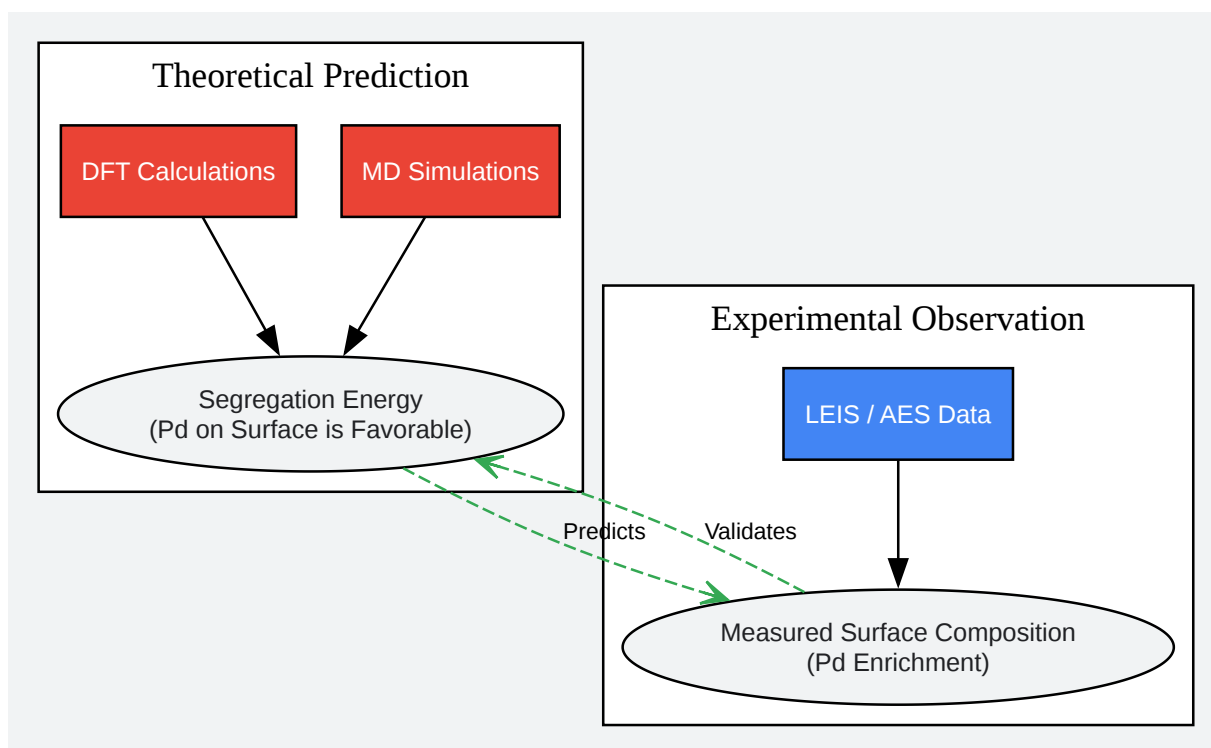 Theoretical Prediction
DFT Calculations
MD Simulations
Segregation Energy
(Pd on Surface is Favorable)
Experimental Observation
LEIS / AES Data
Predicts
Validates
Measured Surface Composition
(Pd Enrichment)